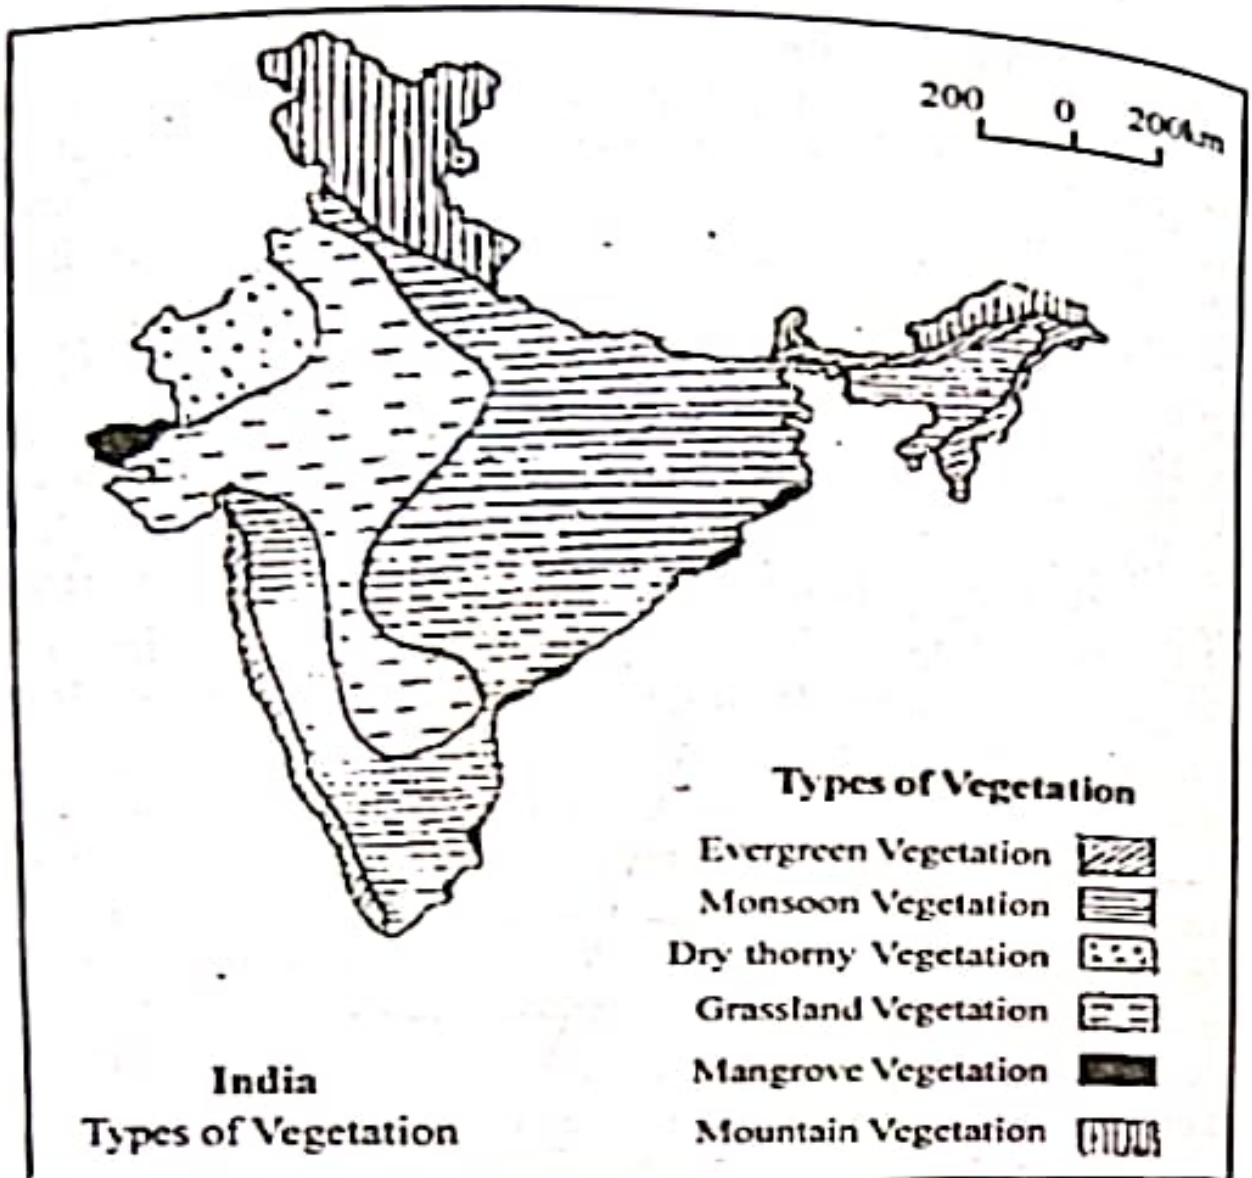 200 0 200km
Types of Vegetation
Evergreen Vegetation
Monsoon Vegetation
Dry thorny Vegetation
Grassland Vegetation
Mangrove Vegetation
Mountain Vegetation
India
Types of Vegetation